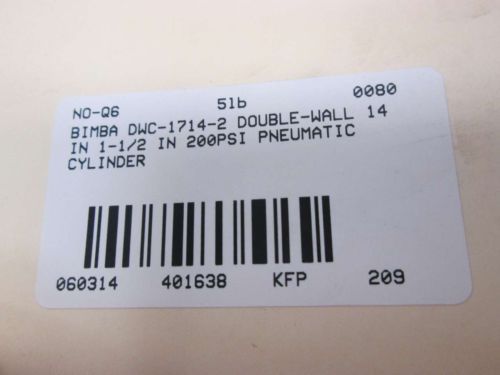 NO-Q6 5lb 0080
BIMBA DWC-1714-2 DOUBLE-WALL 14
IN 1-1/2 IN 200PSI PNEUMATIC
CYLINDER
060314 401638 KFP 209